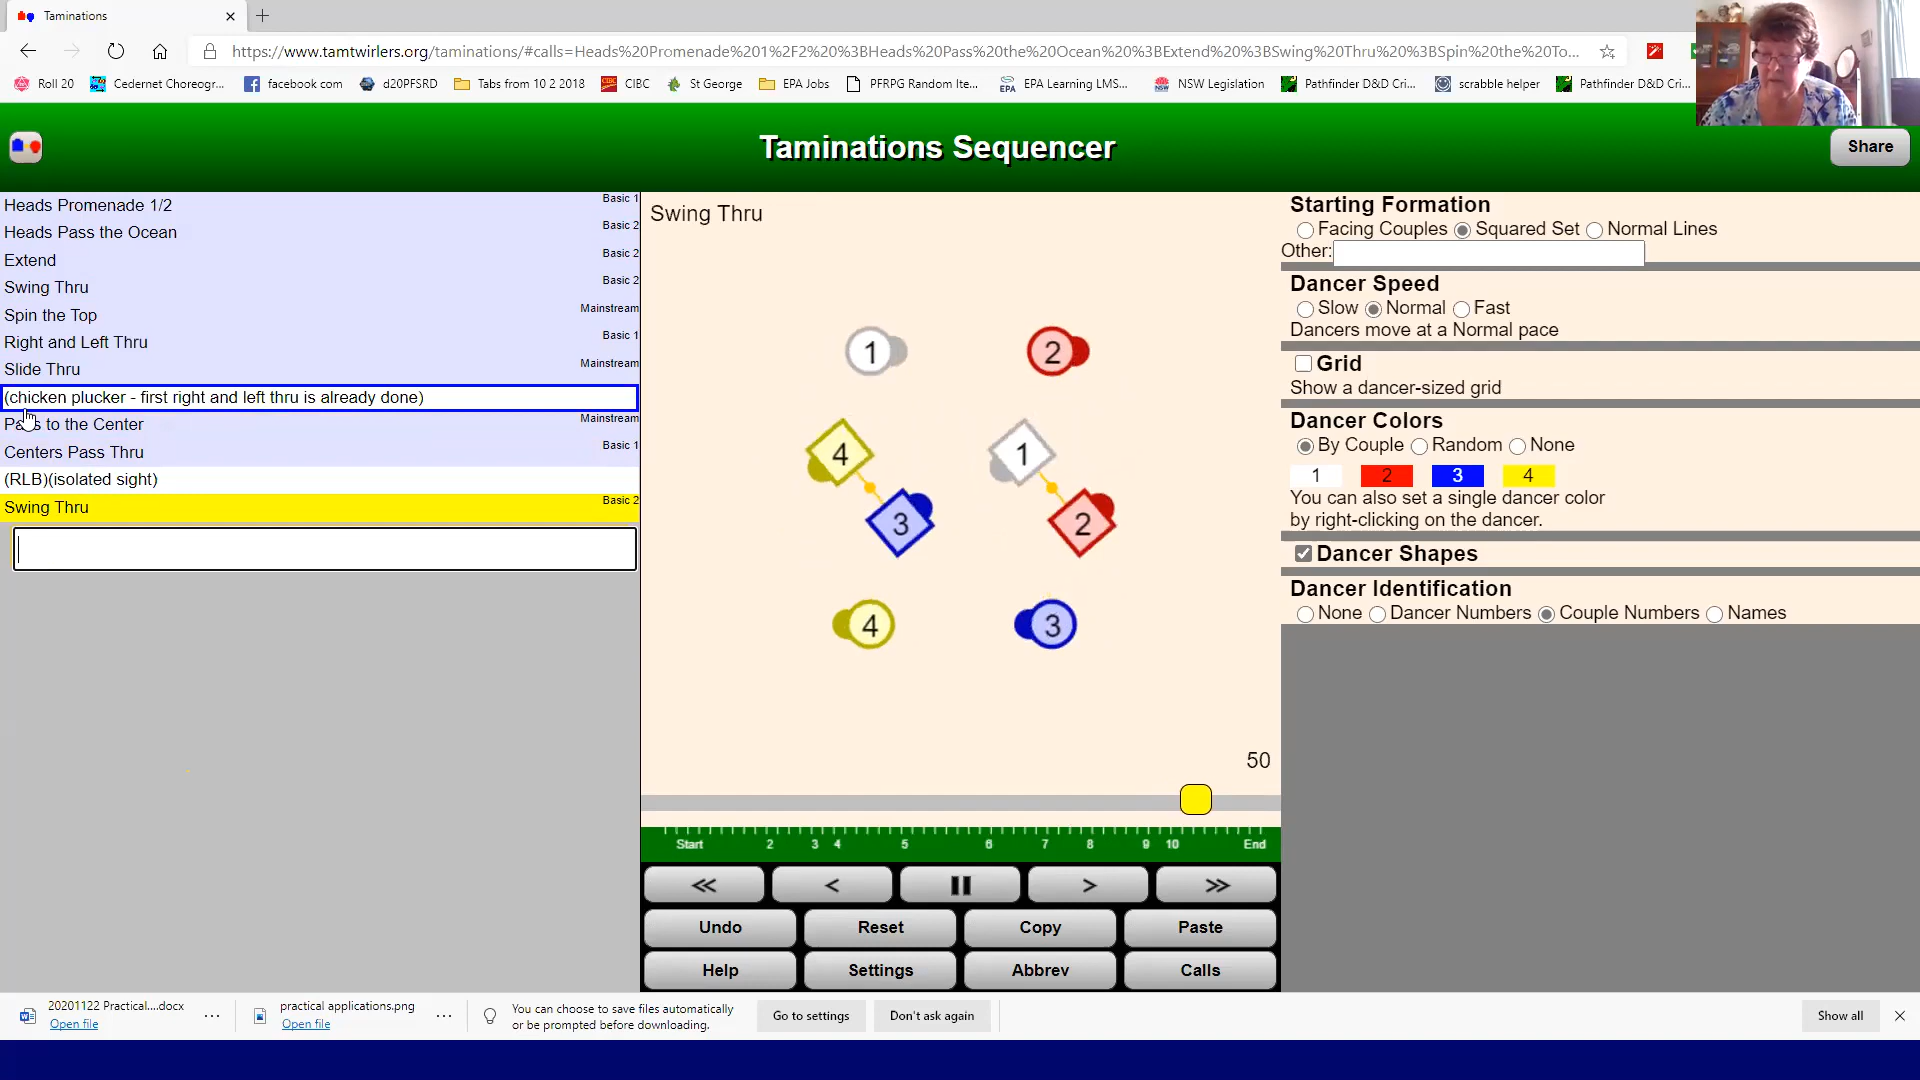 Taminations
https://www.tamtwirlers.org/taminations/#calls=Heads%20Promenade%201%2F2%20%3BHeads%20Pass%20the%20Ocean%20%3BExtend%20%3BSwing%20Thru%20%3BSpin%20the%20To...
Roll 20 Cedernet Choreogr... facebook.com d20PFSRD Tabs from 10 2 2018 CIBC St George EPA Jobs PFRPG Random Ite... EPA Learning LMS... NSW Legislation Pathfinder D&D Cri... scrabble helper Pathfinder D&D Cri...
Taminations Sequencer
Share
Heads Promenade 1/2 Basic 1
Heads Pass the Ocean Basic 2
Extend Basic 2
Swing Thru Basic 2
Spin the Top Mainstream
Right and Left Thru Basic 1
Slide Thru Mainstream
(chicken plucker - first right and left thru is already done)
Pass to the Center Mainstream
Centers Pass Thru Basic 1
(RLB)(isolated sight)
Swing Thru Basic 2
Swing Thru
1 2
4 1
3 2
4 3
50
Start 2 3 4 5 6 7 8 9 10 End
<< < > >>
Undo Reset Copy Paste
Help Settings Abbrev Calls
Starting Formation
Facing Couples Squared Set Normal Lines
Other:
Dancer Speed
Slow Normal Fast
Dancers move at a Normal pace
Grid
Show a dancer-sized grid
Dancer Colors
By Couple Random None
1 2 3 4
You can also set a single dancer color
by right-clicking on the dancer.
Dancer Shapes
Dancer Identification
None Dancer Numbers Couple Numbers Names
20201122 Practical....docx
Open file
practical applications.png
Open file
You can choose to save files automatically
or be prompted before downloading.
Go to settings
Don't ask again
Show all